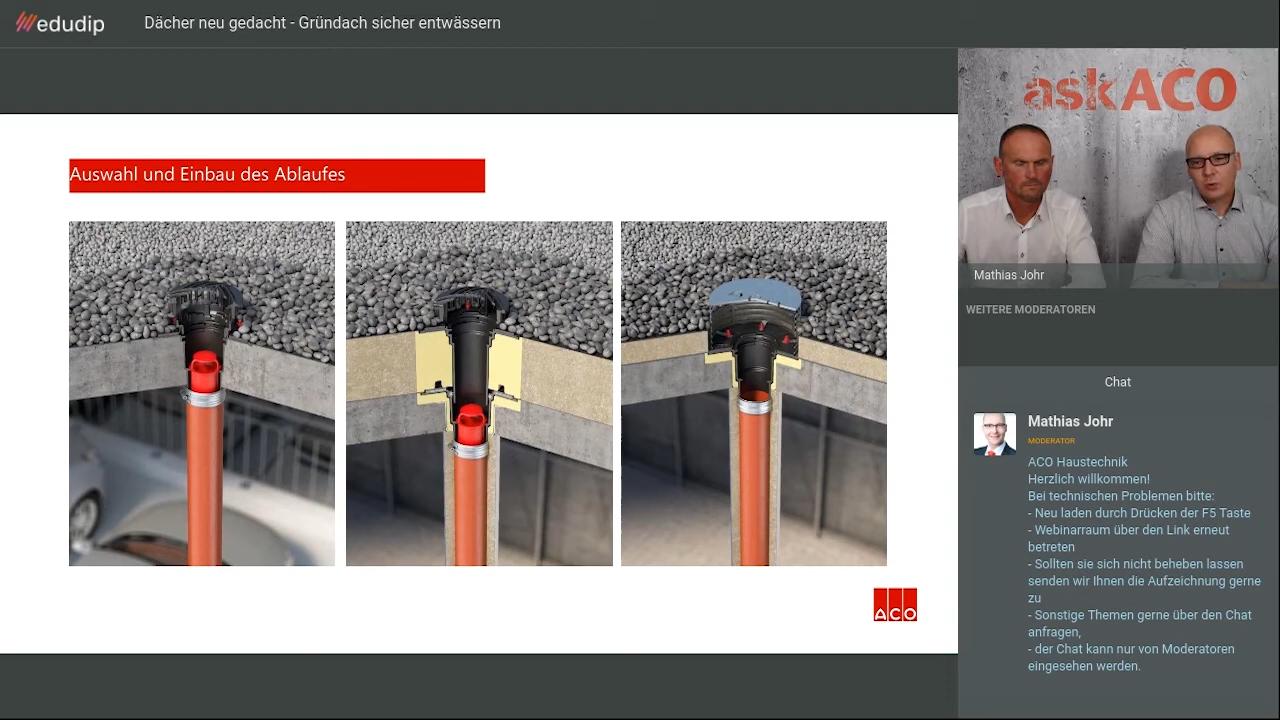 edudip
Dächer neu gedacht - Gründach sicher entwässern
Auswahl und Einbau des Ablaufes
ACO
askACO
Mathias Johr
WEITERE MODERATOREN
Chat
Mathias Johr
MODERATOR
ACO Haustechnik
Herzlich willkommen!
Bei technischen Problemen bitte:
- Neu laden durch Drücken der F5 Taste
- Webinarraum über den Link erneut
betreten
- Sollten sie sich nicht beheben lassen
senden wir Ihnen die Aufzeichnung gerne
zu
- Sonstige Themen gerne über den Chat
anfragen,
- der Chat kann nur von Moderatoren
eingesehen werden.